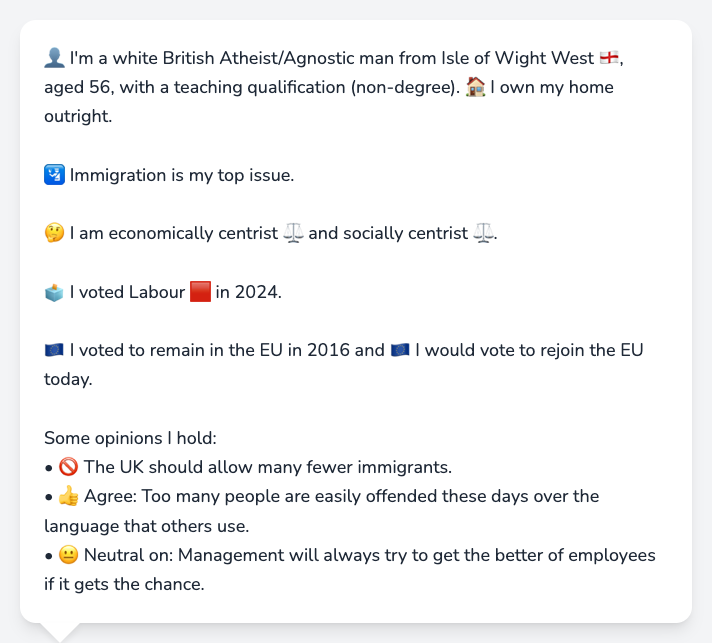 👤 I'm a white British Atheist/Agnostic man from Isle of Wight West 🏴󠁧󠁢󠁥󠁮󠁧󠁿,
aged 56, with a teaching qualification (non-degree). 🏠 I own my home
outright.
🛂 Immigration is my top issue.
🤔 I am economically centrist ⚖️ and socially centrist ⚖️.
🗳️ I voted Labour 🟥 in 2024.
🇪🇺 I voted to remain in the EU in 2016 and 🇪🇺 I would vote to rejoin the EU
today.
Some opinions I hold:
• 🚫 The UK should allow many fewer immigrants.
• 👍 Agree: Too many people are easily offended these days over the
language that others use.
• 😐 Neutral on: Management will always try to get the better of employees
if it gets the chance.